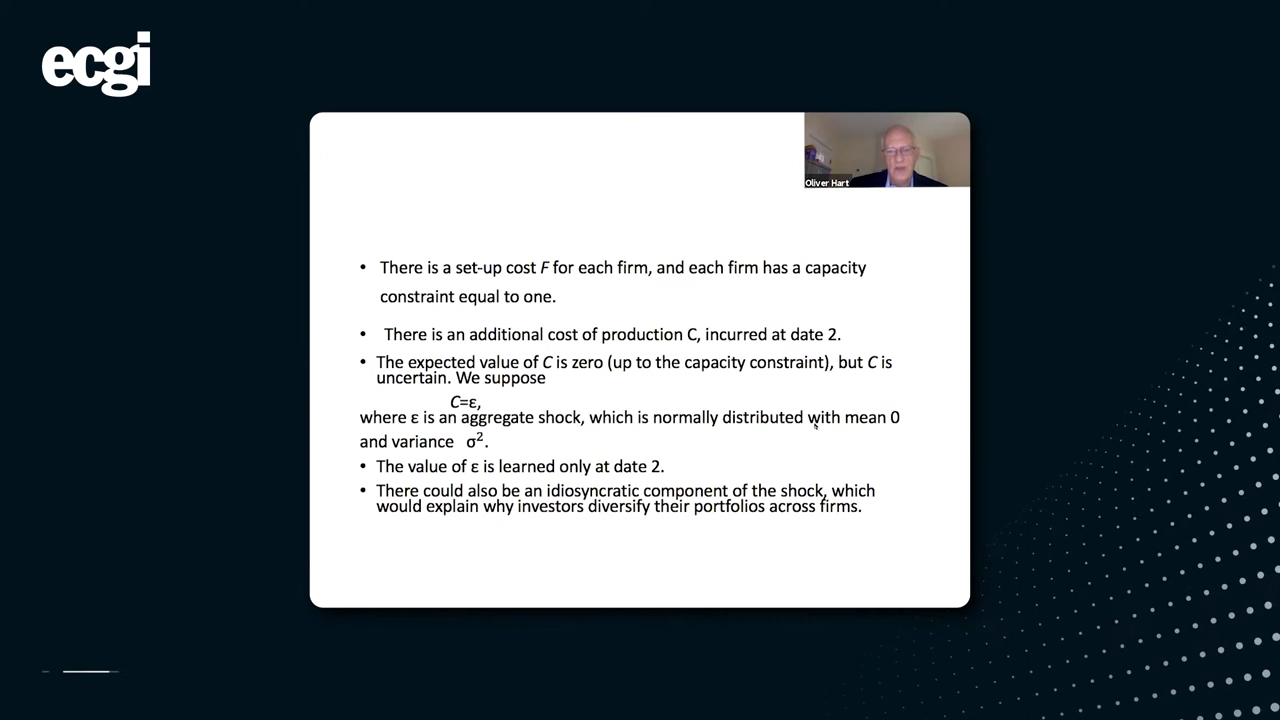 ecgi
Oliver Hart
• There is a set-up cost F for each firm, and each firm has a capacity
constraint equal to one.
• There is an additional cost of production C, incurred at date 2.
• The expected value of C is zero (up to the capacity constraint), but C is
uncertain. We suppose
C=ε,
where ε is an aggregate shock, which is normally distributed with mean 0
and variance σ².
• The value of ε is learned only at date 2.
• There could also be an idiosyncratic component of the shock, which
would explain why investors diversify their portfolios across firms.